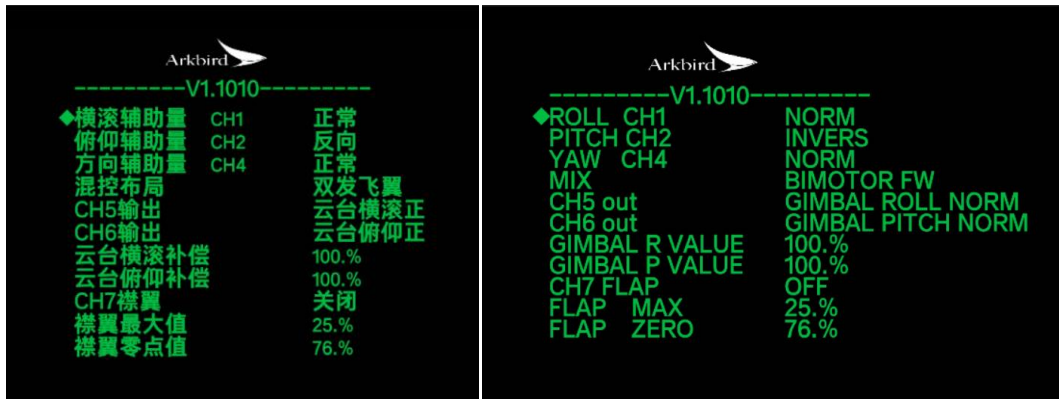 Arkbird
---------V1.1010---------
◆横滚辅助量 CH1 正常
俯仰辅助量 CH2 反向
方向辅助量 CH4 正常
混控布局 双发飞翼
CH5输出 云台横滚正
CH6输出 云台俯仰正
云台横滚补偿 100.%
云台俯仰补偿 100.%
CH7襟翼 关闭
襟翼最大值 25.%
襟翼零点值 76.%
Arkbird
---------V1.1010---------
◆ROLL CH1 NORM
PITCH CH2 INVERS
YAW CH4 NORM
MIX BIMOTOR FW
CH5 out GIMBAL ROLL NORM
CH6 out GIMBAL PITCH NORM
GIMBAL R VALUE 100.%
GIMBAL P VALUE 100.%
CH7 FLAP OFF
FLAP MAX 25.%
FLAP ZERO 76.%